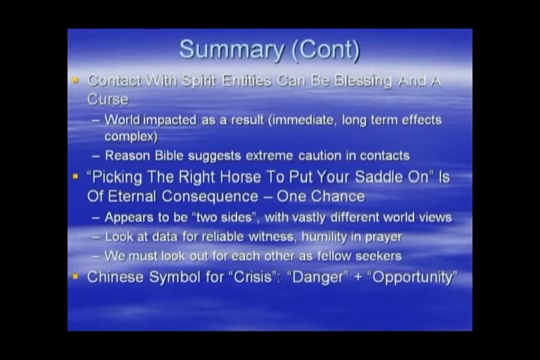 Summary (Cont)
Contact With Spirit Entities Can Be Blessing And A
Curse
– World impacted as a result (immediate, long term effects
complex)
– Reason Bible suggests extreme caution in contacts
"Picking The Right Horse To Put Your Saddle On" Is
Of Eternal Consequence – One Chance
– Appears to be "two sides", with vastly different world views
– Look at data for reliable witness, humility in prayer
– We must look out for each other as fellow seekers
Chinese Symbol for "Crisis": "Danger" + "Opportunity"